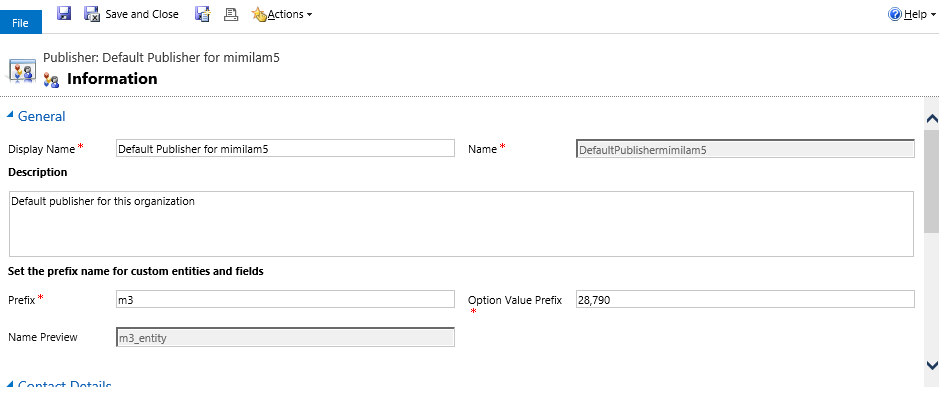 File
Save and Close
Actions
Help
Publisher: Default Publisher for mimilam5
Information
General
Display Name *
Default Publisher for mimilam5
Name *
DefaultPublishermimilam5
Description
Default publisher for this organization
Set the prefix name for custom entities and fields
Prefix *
m3
Option Value Prefix *
28,790
Name Preview
m3_entity
Contact Details